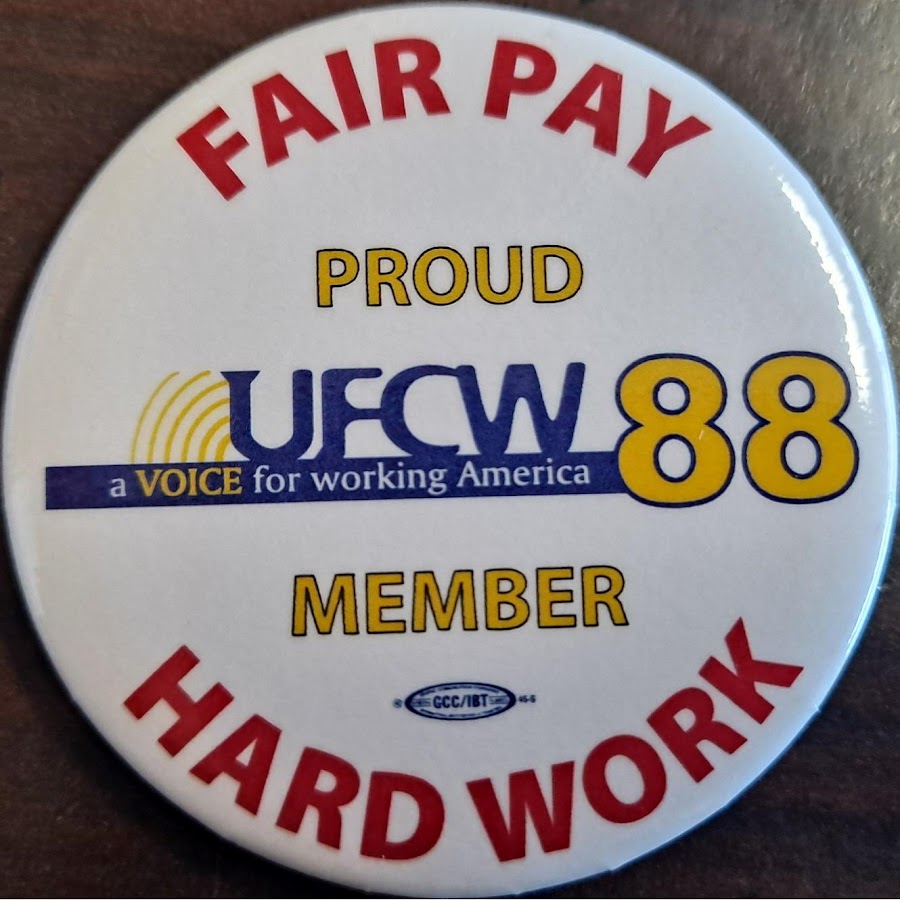 FAIR PAY
PROUD
UFCW 88
a VOICE for working America
MEMBER
GCC/IBT
HARD WORK